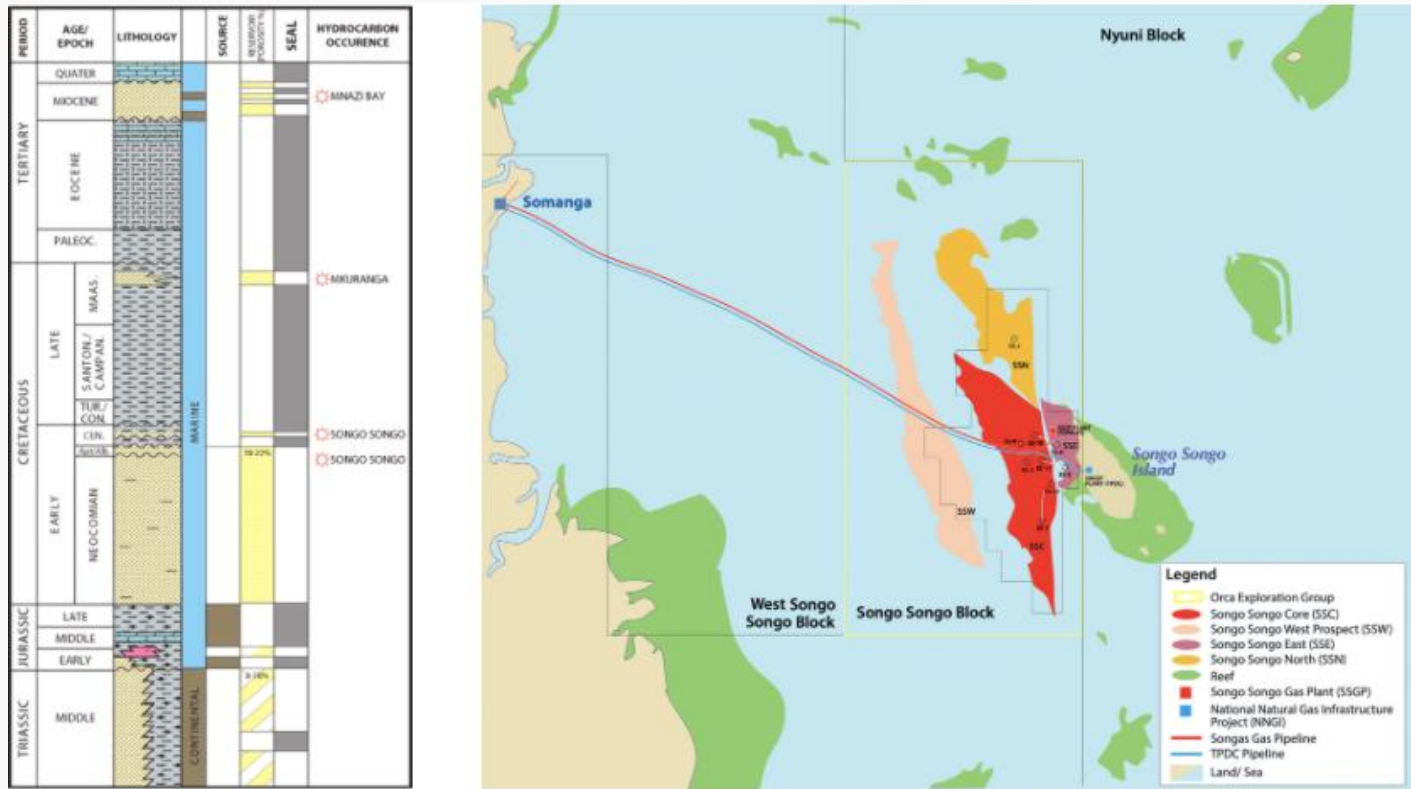 PERIOD
AGE/
EPOCH
LITHOLOGY
SOURCE
RESERVOIR
(POROSITY %)
SEAL
HYDROCARBON
OCCURENCE
TERTIARY
QUATER
MIOCENE
EOCENE
PALEOC.
MNAZI BAY
CRETACEOUS
LATE
MAAS.
SANTON./
CAMPAN.
TUR./
CON.
MKURANGA
EARLY
CEN.
Apt/Alb.
NEOCOMIAN
SONGO SONGO
SONGO SONGO
MARINE
JURASSIC
LATE
MIDDLE
EARLY
TRIASSIC
MIDDLE
CONTINENTAL
Nyuni Block
Somanga
SSN
SSE
SSW
SSC
Songo Songo
Island
West Songo
Songo Block
Songo Songo Block
Legend
Orca Exploration Group
Songo Songo Core (SSC)
Songo Songo West Prospect (SSW)
Songo Songo East (SSE)
Songo Songo North (SSN)
Reef
Songo Songo Gas Plant (SSGP)
National Natural Gas Infrastructure
Project (NNGI)
Songas Gas Pipeline
TPDC Pipeline
Land/ Sea